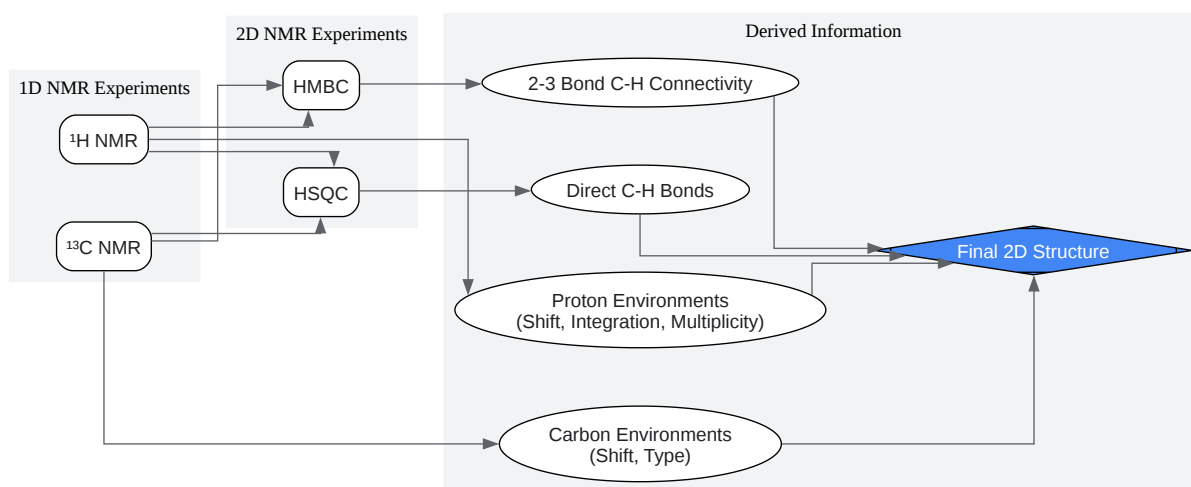 1D NMR Experiments
¹H NMR
¹³C NMR
2D NMR Experiments
HMBC
HSQC
Derived Information
2-3 Bond C-H Connectivity
Direct C-H Bonds
Proton Environments
(Shift, Integration, Multiplicity)
Carbon Environments
(Shift, Type)
Final 2D Structure